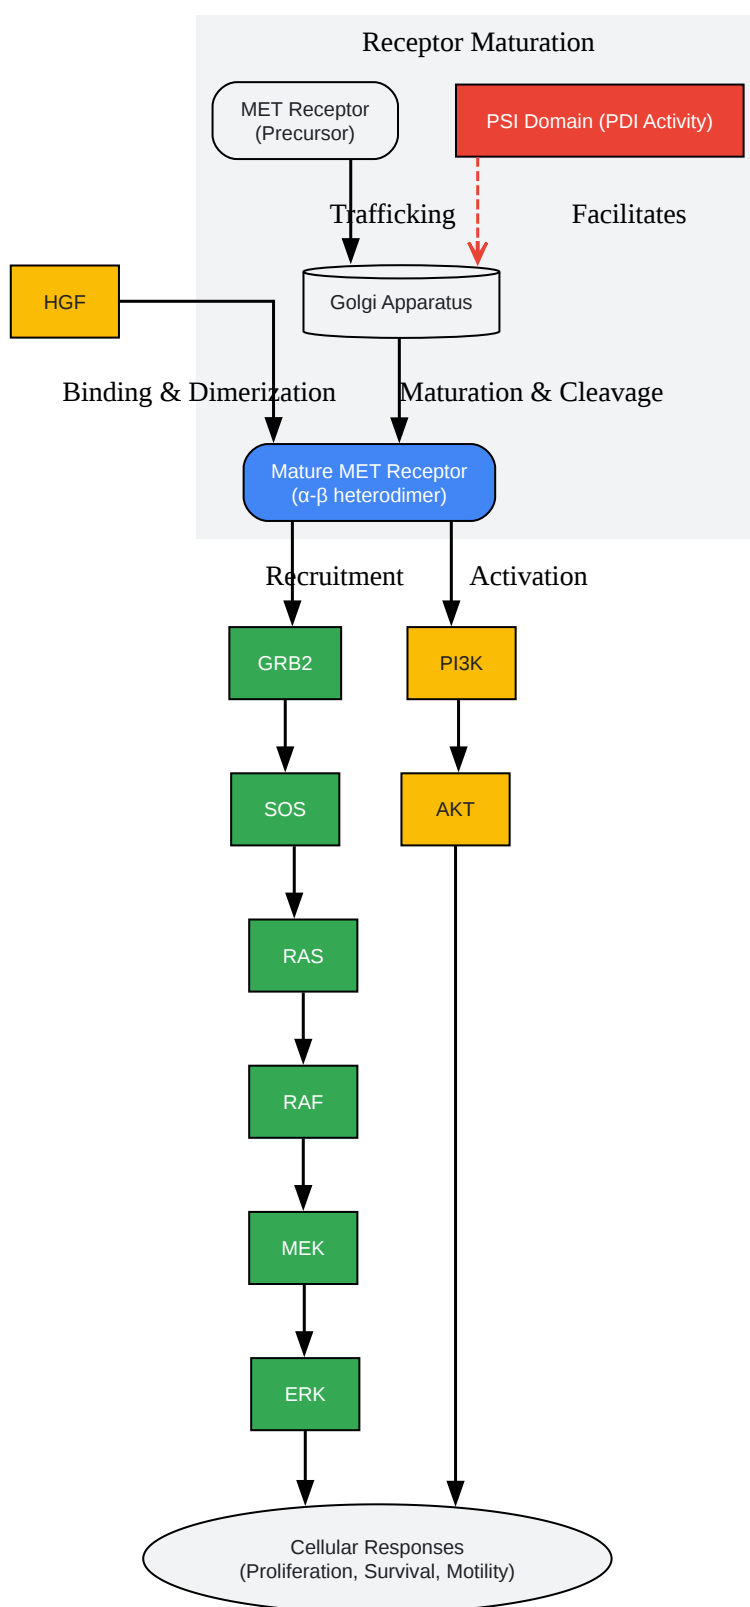 Receptor Maturation
MET Receptor
(Precursor)
PSI Domain (PDI Activity)
Trafficking
Facilitates
HGF
Golgi Apparatus
Binding & Dimerization
Maturation & Cleavage
Mature MET Receptor
(α-β heterodimer)
Recruitment
Activation
GRB2
PI3K
SOS
AKT
RAS
RAF
MEK
ERK
Cellular Responses
(Proliferation, Survival, Motility)